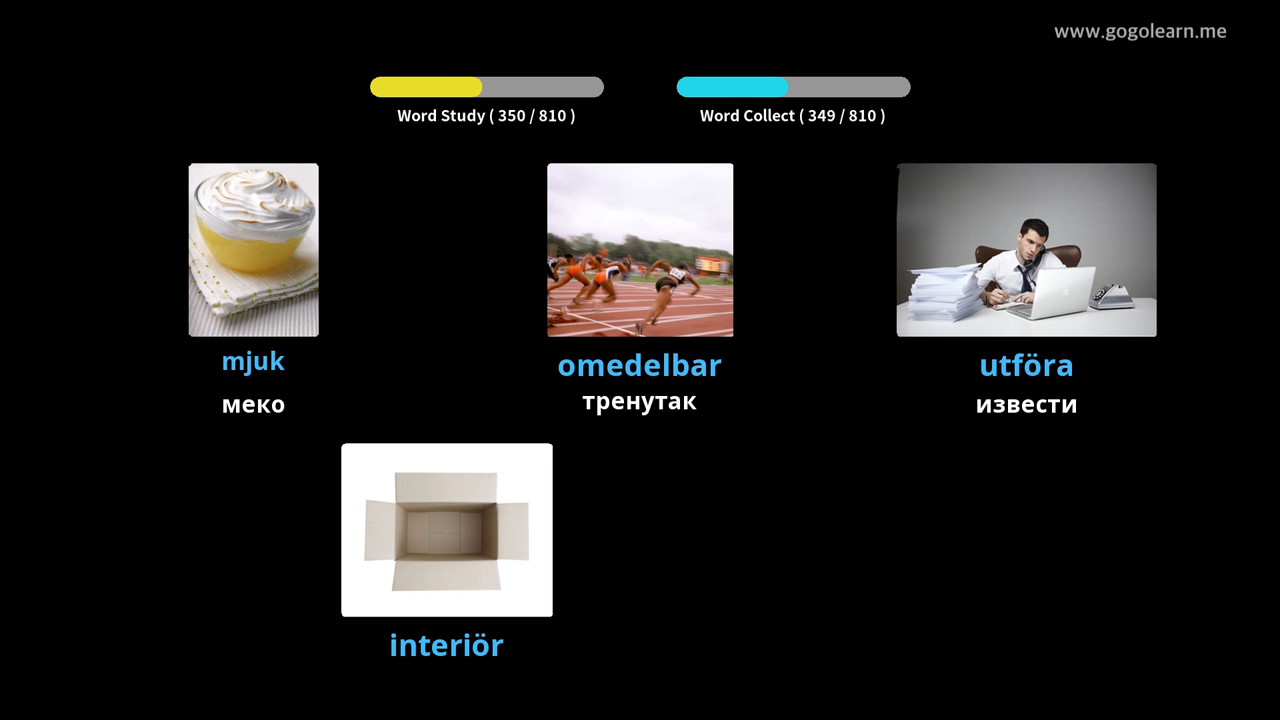 www.gogolearn.me
Word Study ( 350 / 810 )
Word Collect ( 349 / 810 )
mjuk
меко
omedelbar
тренутак
utföra
извести
interiör